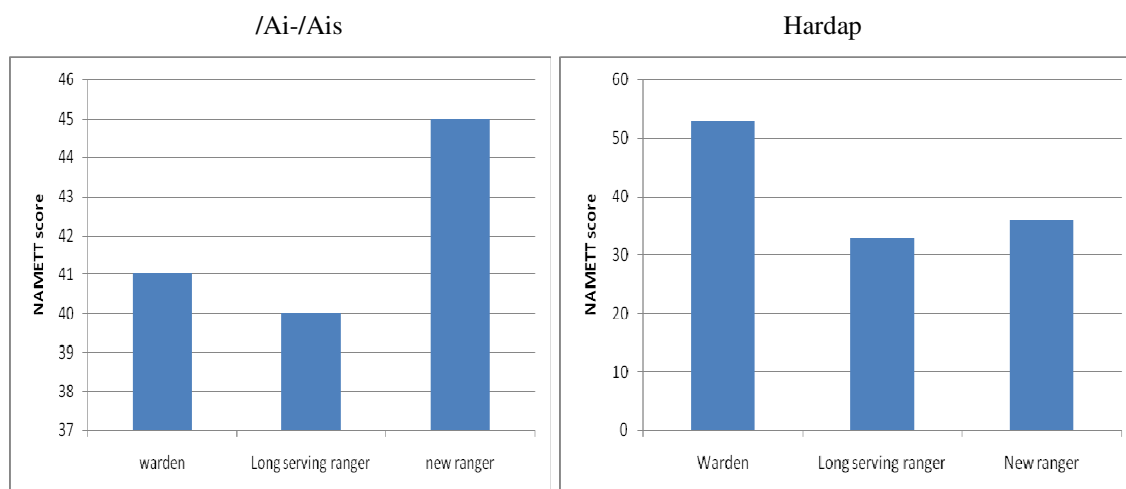 /Ai-/Ais
NAMETT score
46
45
44
43
42
41
40
39
38
37
warden Long serving ranger new ranger
Hardap
NAMETT score
60
50
40
30
20
10
0
Warden Long serving ranger New ranger